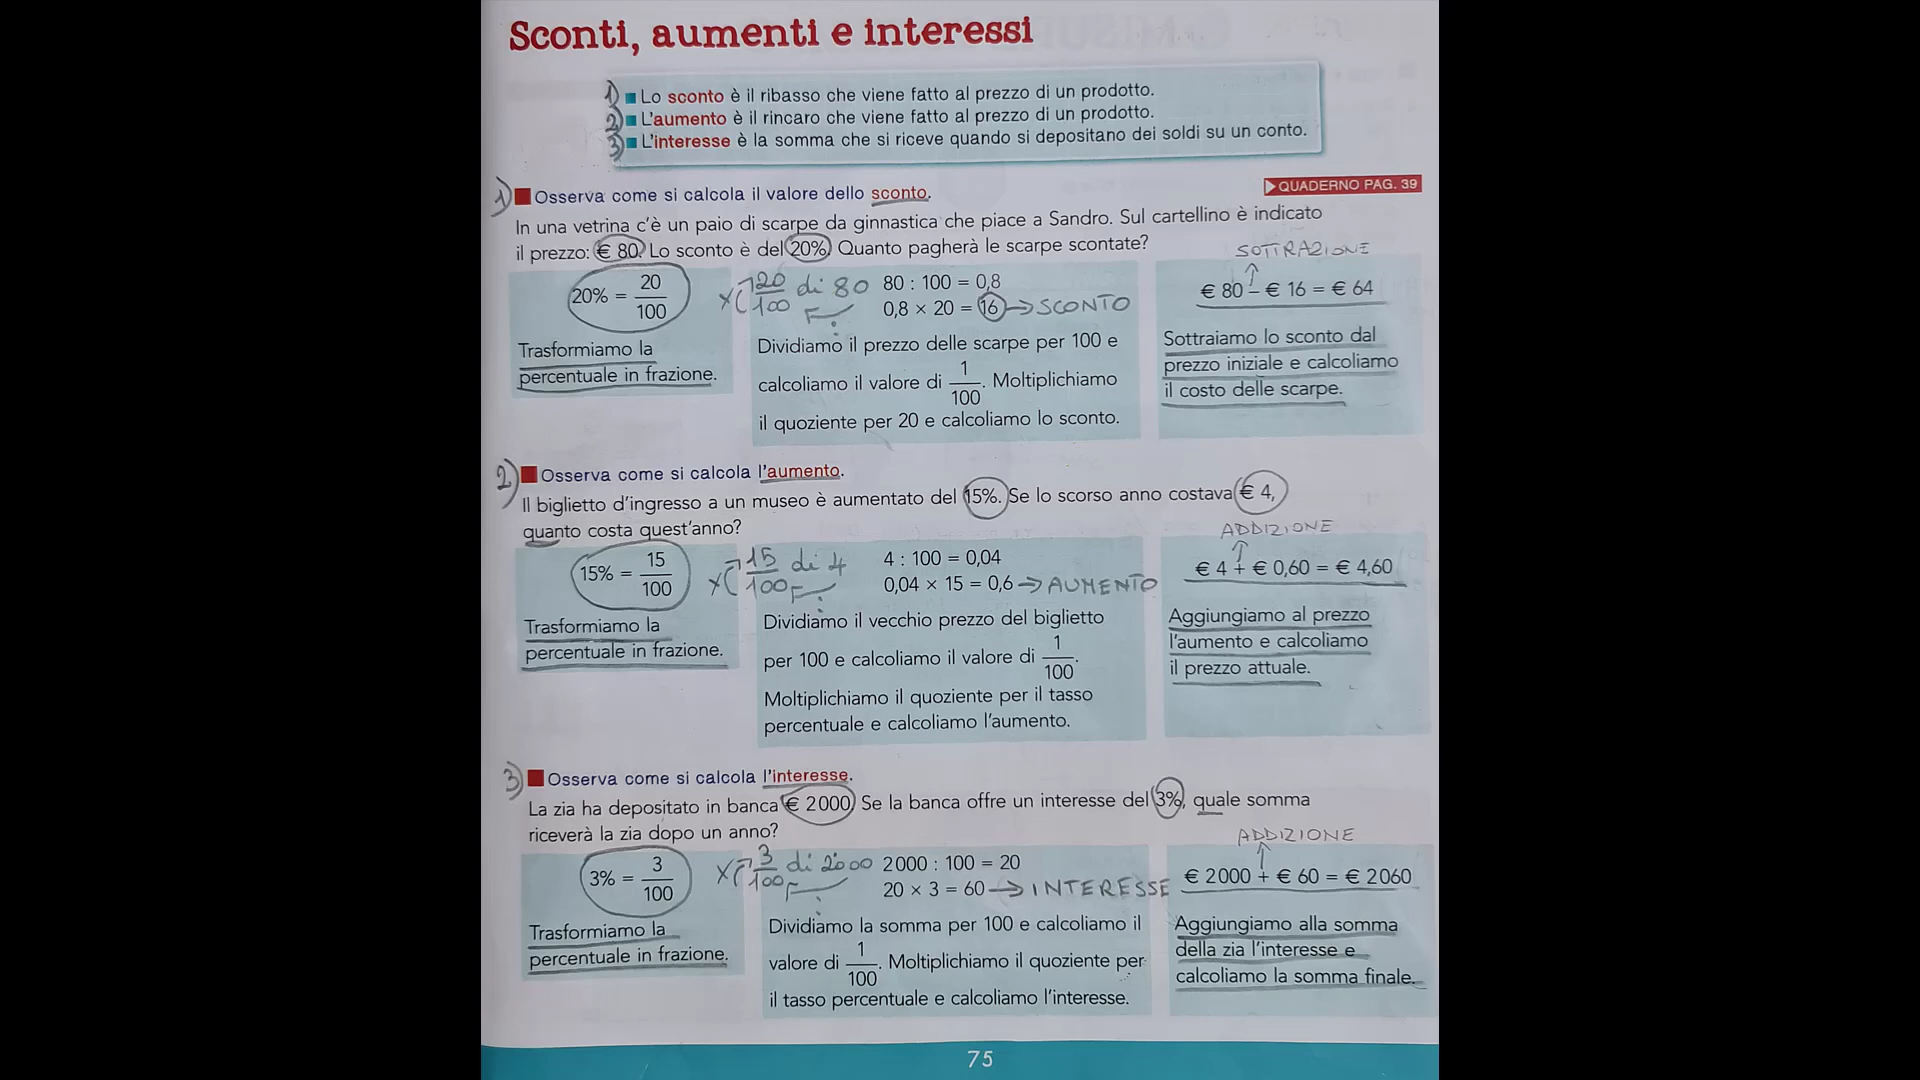 Sconti, aumenti e interessi
1) ■ Lo sconto è il ribasso che viene fatto al prezzo di un prodotto.
2) ■ L'aumento è il rincaro che viene fatto al prezzo di un prodotto.
3) ■ L'interesse è la somma che si riceve quando si depositano dei soldi su un conto.
1) ■ Osserva come si calcola il valore dello sconto.
▶QUADERNO PAG. 39
In una vetrina c'è un paio di scarpe da ginnastica che piace a Sandro. Sul cartellino è indicato
il prezzo: € 80. Lo sconto è del 20%. Quanto pagherà le scarpe scontate?
20% = 20/100
Trasformiamo la
percentuale in frazione.
x 20/100 di 80
:
80 : 100 = 0,8
0,8 × 20 = 16 → SCONTO
Dividiamo il prezzo delle scarpe per 100 e
calcoliamo il valore di 1/100. Moltiplichiamo
il quoziente per 20 e calcoliamo lo sconto.
SOTTRAZIONE
€ 80 – € 16 = € 64
Sottraiamo lo sconto dal
prezzo iniziale e calcoliamo
il costo delle scarpe.
2) ■ Osserva come si calcola l'aumento.
Il biglietto d'ingresso a un museo è aumentato del 15%. Se lo scorso anno costava € 4,
quanto costa quest'anno?
15% = 15/100
Trasformiamo la
percentuale in frazione.
x 15/100 di 4
:
4 : 100 = 0,04
0,04 × 15 = 0,6 → AUMENTO
Dividiamo il vecchio prezzo del biglietto
per 100 e calcoliamo il valore di 1/100.
Moltiplichiamo il quoziente per il tasso
percentuale e calcoliamo l'aumento.
ADDIZIONE
€ 4 + € 0,60 = € 4,60
Aggiungiamo al prezzo
l'aumento e calcoliamo
il prezzo attuale.
3) ■ Osserva come si calcola l'interesse.
La zia ha depositato in banca € 2000. Se la banca offre un interesse del 3%, quale somma
riceverà la zia dopo un anno?
3% = 3/100
Trasformiamo la
percentuale in frazione.
x 3/100 di 2000
:
2000 : 100 = 20
20 × 3 = 60 → INTERESSE
Dividiamo la somma per 100 e calcoliamo il
valore di 1/100. Moltiplichiamo il quoziente per
il tasso percentuale e calcoliamo l'interesse.
ADDIZIONE
€ 2000 + € 60 = € 2060
Aggiungiamo alla somma
della zia l'interesse e
calcoliamo la somma finale.
75